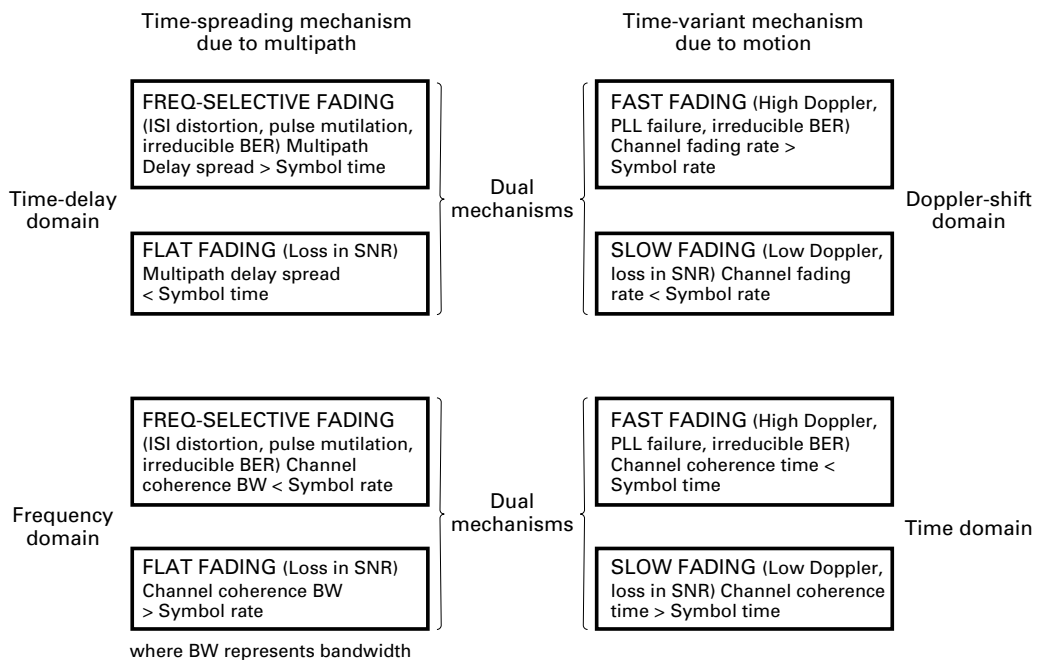 Time-spreading mechanism
due to multipath
Time-variant mechanism
due to motion
Time-delay
domain
FREQ-SELECTIVE FADING
(ISI distortion, pulse mutilation,
irreducible BER) Multipath
Delay spread > Symbol time
FLAT FADING (Loss in SNR)
Multipath delay spread
< Symbol time
Dual
mechanisms
FAST FADING (High Doppler,
PLL failure, irreducible BER)
Channel fading rate >
Symbol rate
SLOW FADING (Low Doppler,
loss in SNR) Channel fading
rate < Symbol rate
Doppler-shift
domain
Frequency
domain
FREQ-SELECTIVE FADING
(ISI distortion, pulse mutilation,
irreducible BER) Channel
coherence BW < Symbol rate
FLAT FADING (Loss in SNR)
Channel coherence BW
> Symbol rate
Dual
mechanisms
FAST FADING (High Doppler,
PLL failure, irreducible BER)
Channel coherence time <
Symbol time
SLOW FADING (Low Doppler,
loss in SNR) Channel coherence
time > Symbol time
Time domain
where BW represents bandwidth